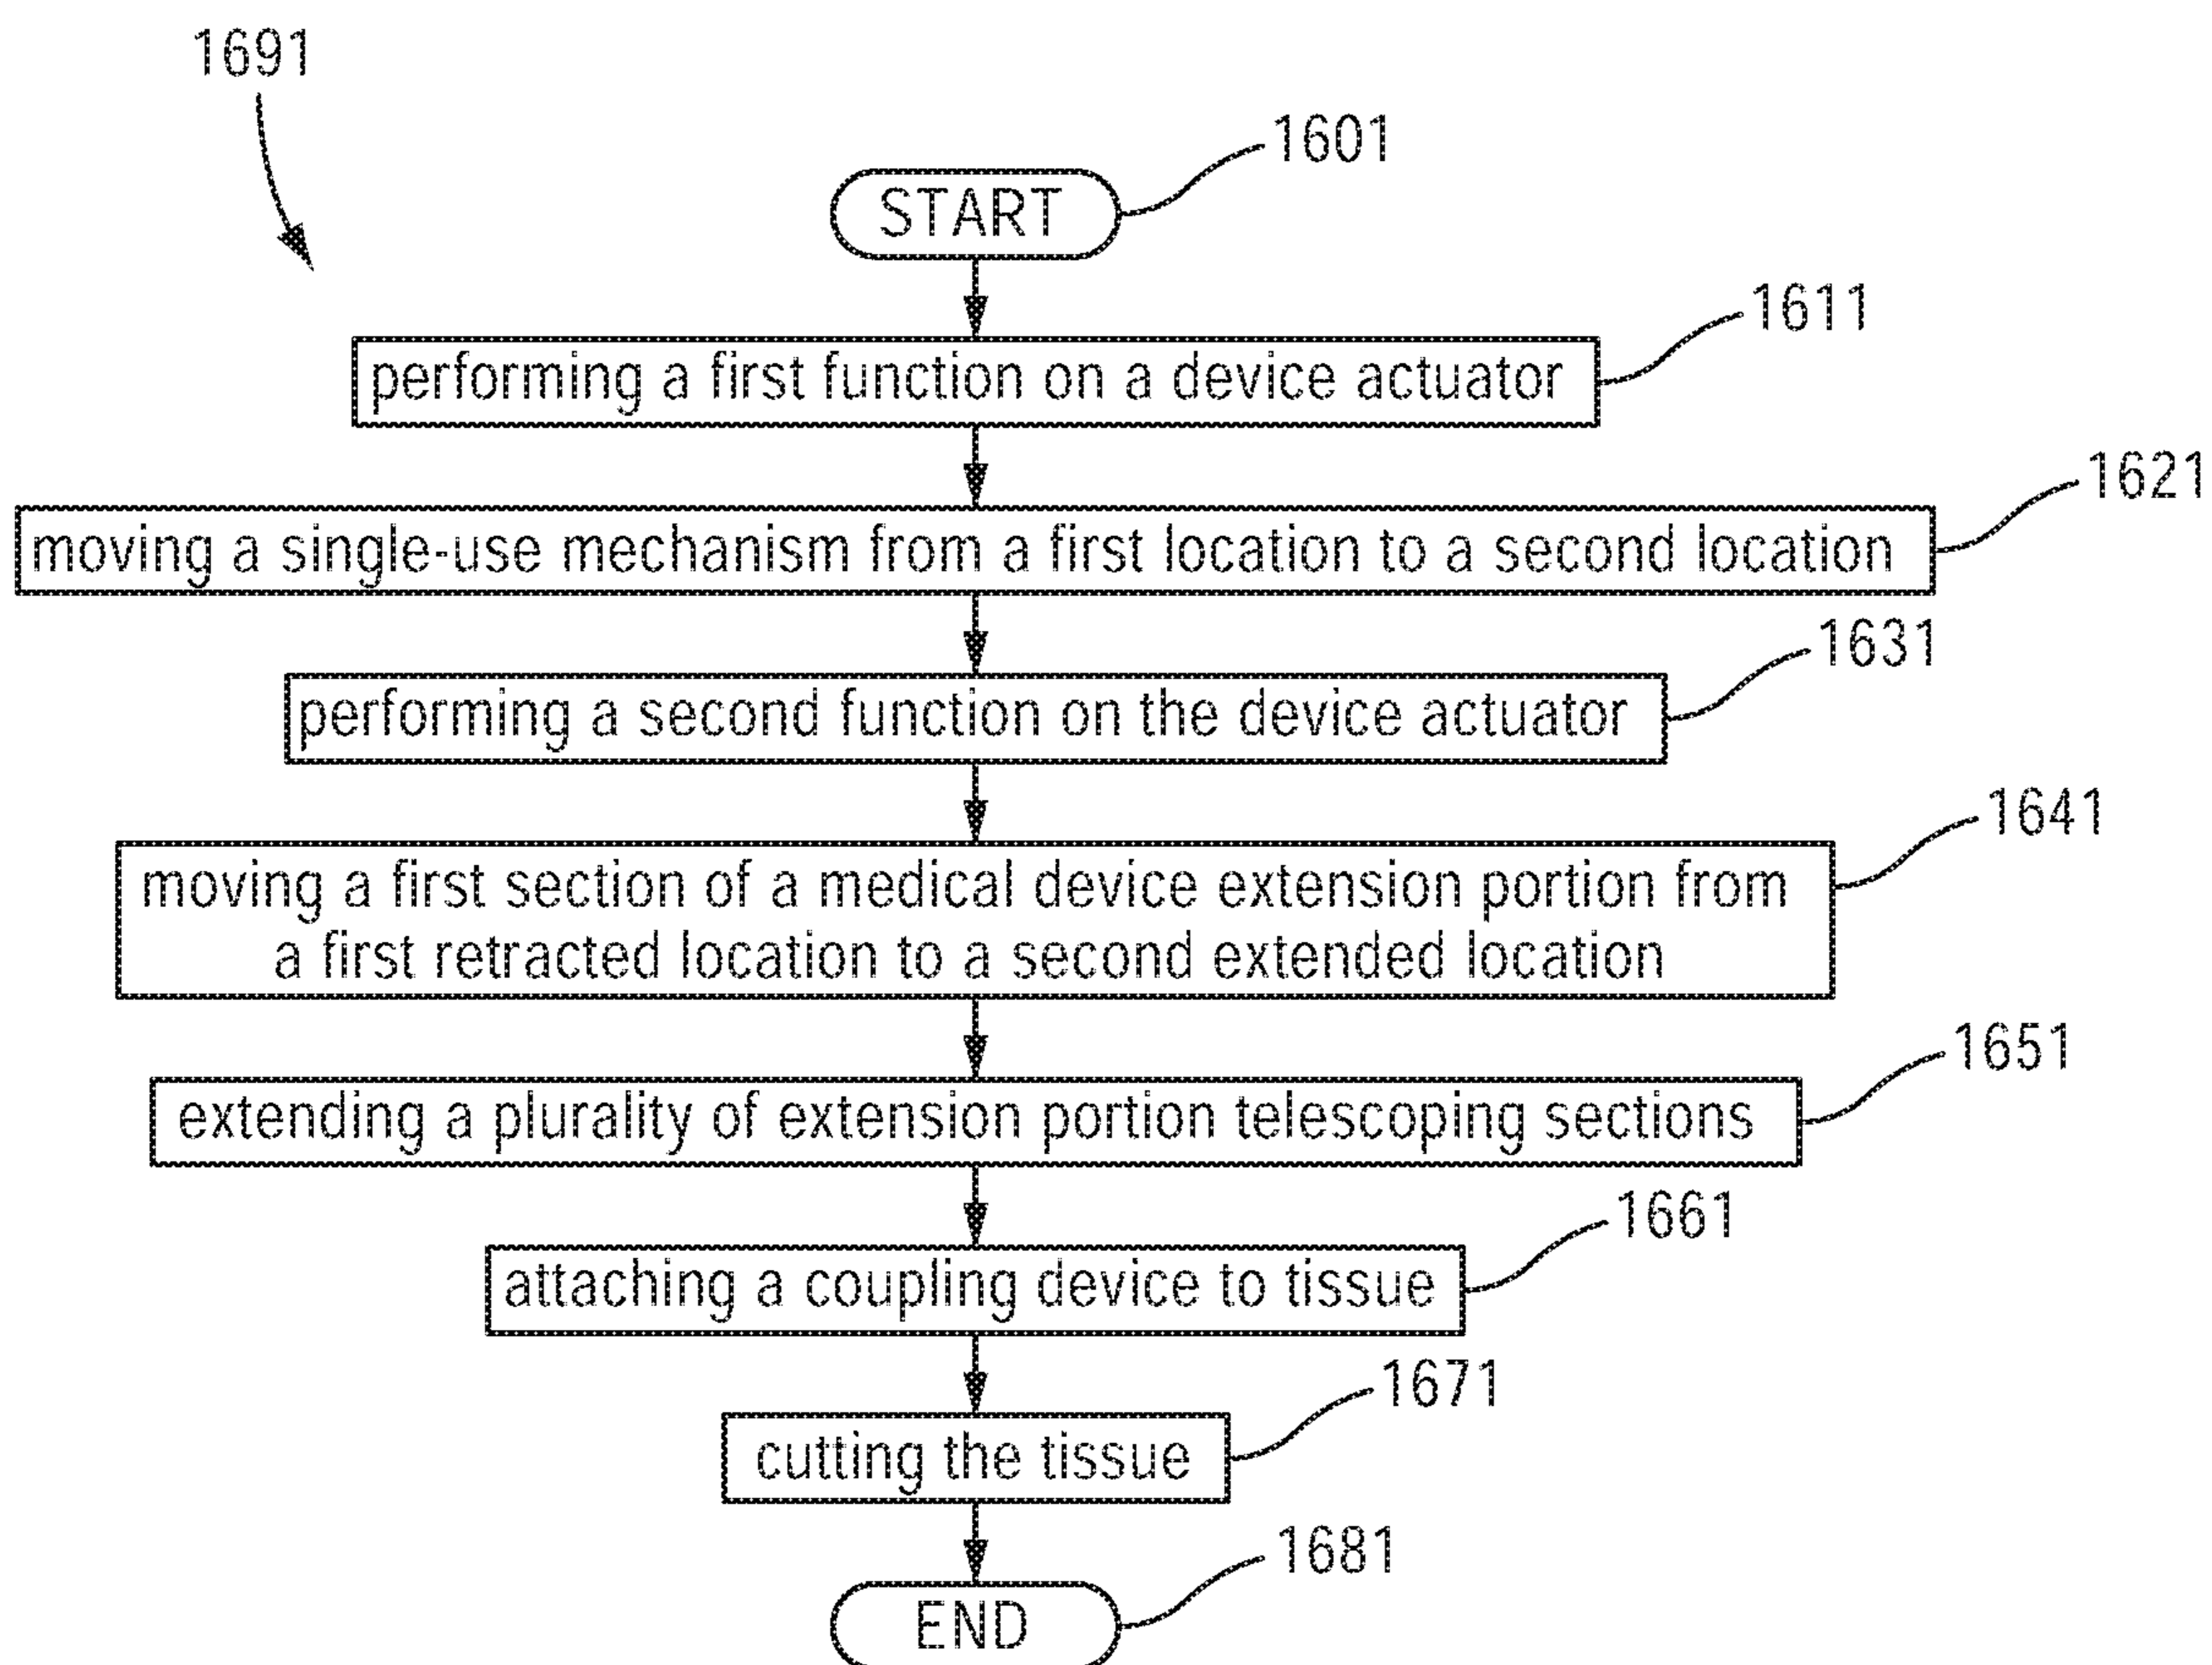 1691
1601
START
1611
performing a first function on a device actuator
1621
moving a single-use mechanism from a first location to a second location
1631
performing a second function on the device actuator
1641
moving a first section of a medical device extension portion from
a first retracted location to a second extended location
1651
extending a plurality of extension portion telescoping sections
1661
attaching a coupling device to tissue
1671
cutting the tissue
1681
END